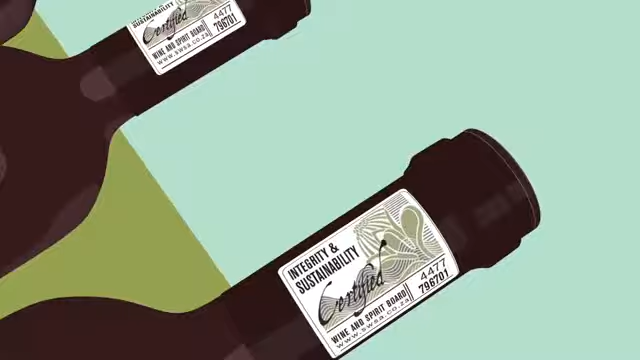 SUSTAINABILITY
Certified
4477
796701
WINE AND SPIRIT BOARD
www.swsa.co.za
INTEGRITY &
SUSTAINABILITY
Certified
4477
796701
WINE AND SPIRIT BOARD
www.swsa.co.za